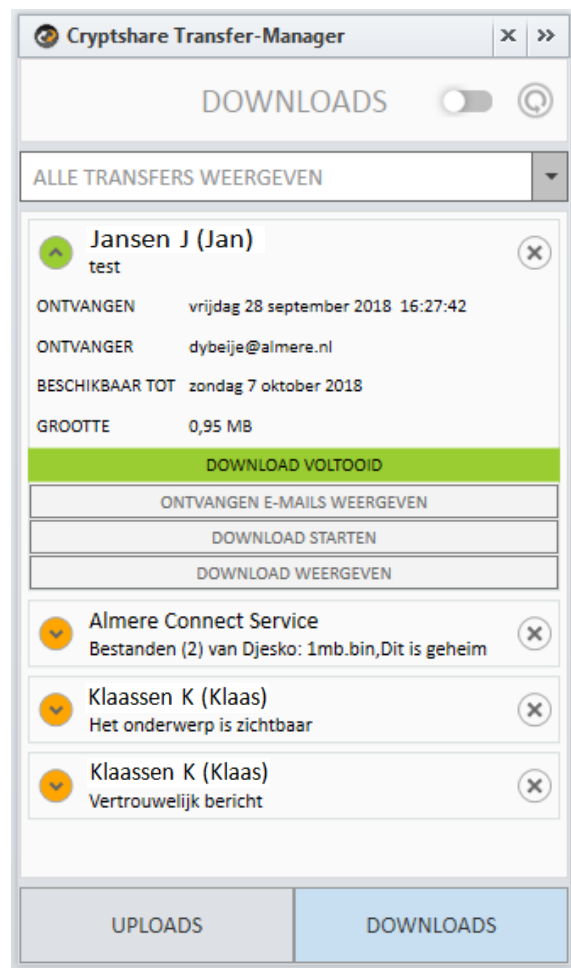 Cryptshare Transfer-Manager
DOWNLOADS
ALLE TRANSFERS WEERGEVEN
Jansen J (Jan)
test
ONTVANGEN vrijdag 28 september 2018 16:27:42
ONTVANGER dybeije@almere.nl
BESCHIKBAAR TOT zondag 7 oktober 2018
GROOTTE 0,95 MB
DOWNLOAD VOLTOOID
ONTVANGEN E-MAILS WEERGEVEN
DOWNLOAD STARTEN
DOWNLOAD WEERGEVEN
Almere Connect Service
Bestanden (2) van Djesko: 1mb.bin,Dit is geheim
Klaassen K (Klaas)
Het onderwerp is zichtbaar
Klaassen K (Klaas)
Vertrouwelijk bericht
UPLOADS DOWNLOADS